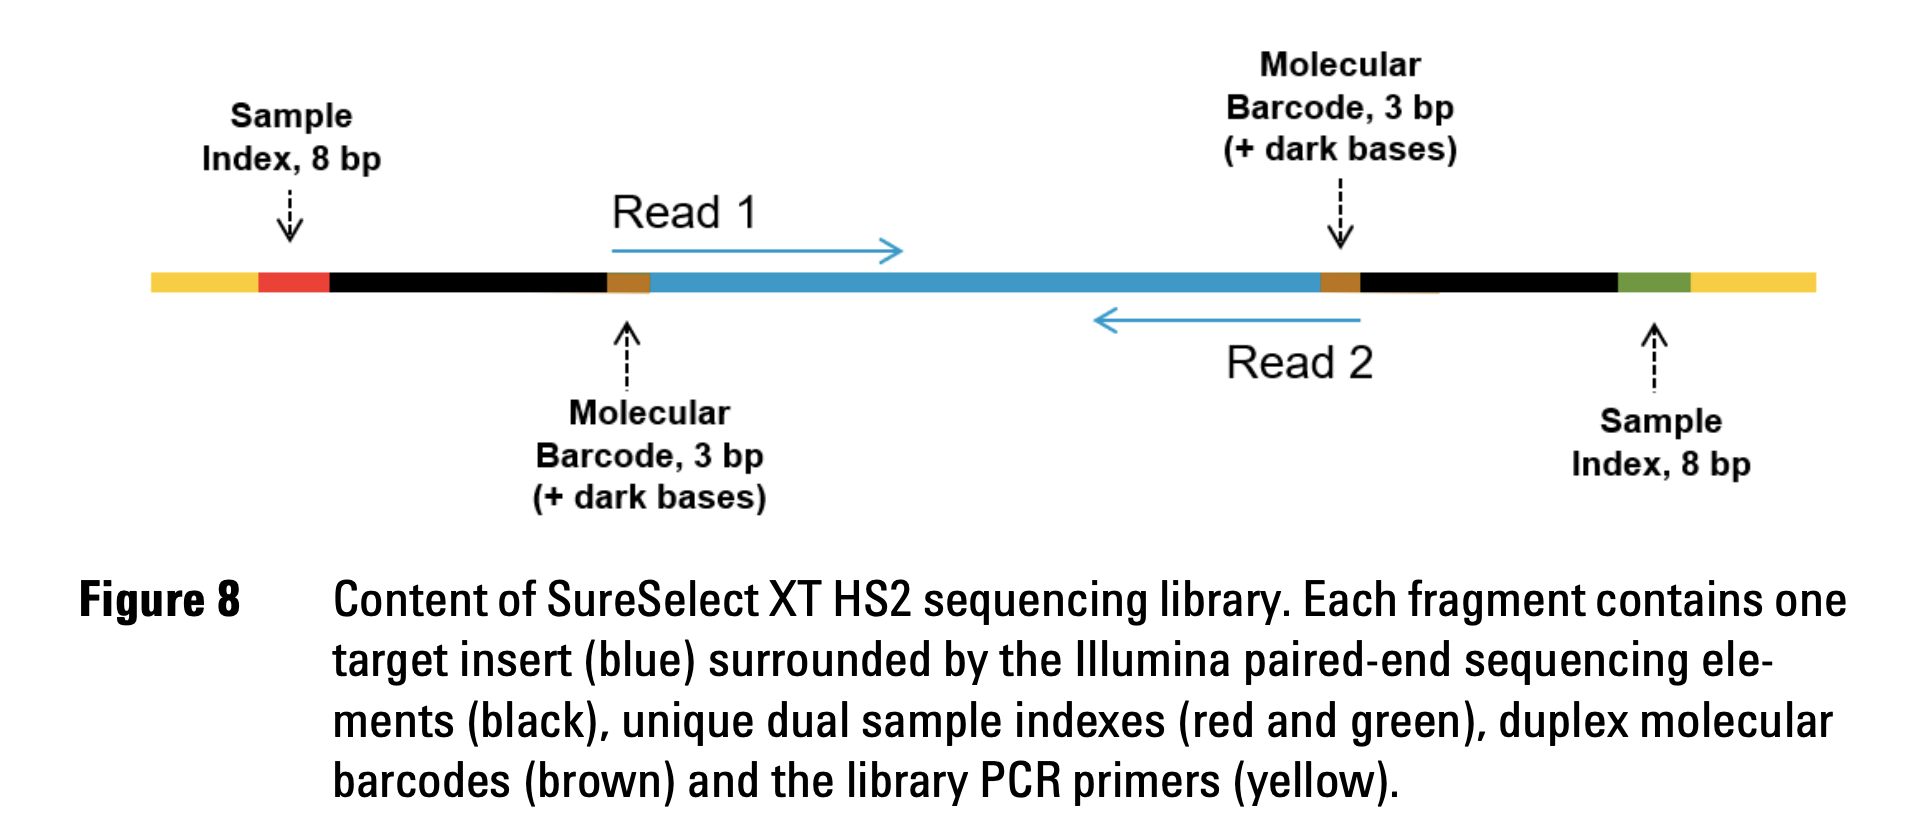 Molecular
Barcode, 3 bp
(+ dark bases)
Sample
Index, 8 bp
Read 1
Read 2
Molecular
Barcode, 3 bp
(+ dark bases)
Sample
Index, 8 bp
Figure 8 Content of SureSelect XT HS2 sequencing library. Each fragment contains one
target insert (blue) surrounded by the Illumina paired-end sequencing ele-
ments (black), unique dual sample indexes (red and green), duplex molecular
barcodes (brown) and the library PCR primers (yellow).